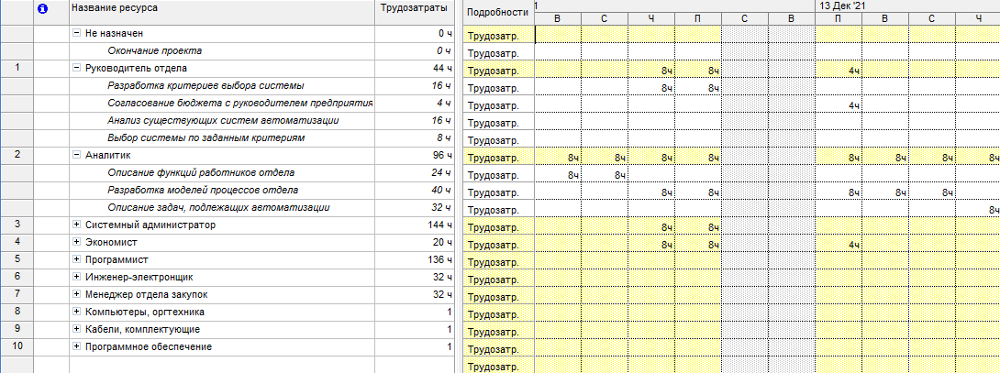 Название ресурса Трудозатраты Подробности 1 13 Дек '21
В С Ч П С В П В С Ч
Не назначен 0 ч Трудозатр.
Окончание проекта 0 ч Трудозатр.
1 Руководитель отдела 44 ч Трудозатр. 8ч 8ч 4ч
Разработка критериев выбора системы 16 ч Трудозатр. 8ч 8ч
Согласование бюджета с руководителем предприятия 4 ч Трудозатр. 4ч
Анализ существующих систем автоматизации 16 ч Трудозатр.
Выбор системы по заданным критериям 8 ч Трудозатр.
2 Аналитик 96 ч Трудозатр. 8ч 8ч 8ч 8ч 8ч 8ч 8ч 8ч
Описание функций работников отдела 24 ч Трудозатр. 8ч 8ч
Разработка моделей процессов отдела 40 ч Трудозатр. 8ч 8ч 8ч 8ч 8ч
Описание задач, подлежащих автоматизации 32 ч Трудозатр. 8ч
3 Системный администратор 144 ч Трудозатр. 8ч 8ч
4 Экономист 20 ч Трудозатр. 8ч 8ч 4ч
5 Программист 136 ч Трудозатр.
6 Инженер-электронщик 32 ч Трудозатр.
7 Менеджер отдела закупок 32 ч Трудозатр.
8 Компьютеры, оргтехника 1 Трудозатр.
9 Кабели, комплектующие 1 Трудозатр.
10 Программное обеспечение 1 Трудозатр.
Трудозатр.